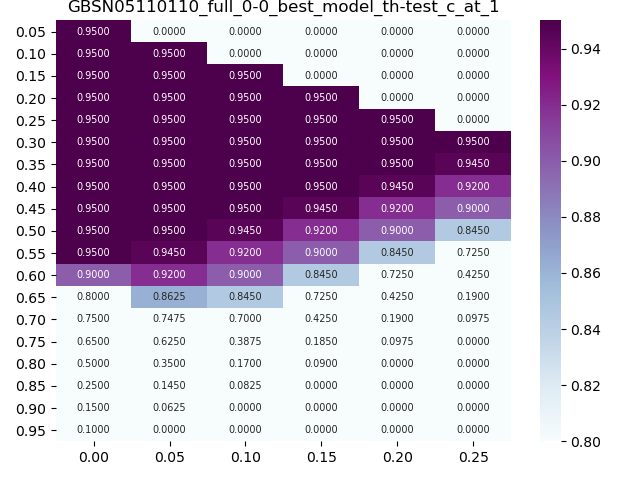 GBSN05110110_full_0-0_best_model_th-test_c_at_1
0.05 0.9500 0.0000 0.0000 0.0000 0.0000 0.0000
0.10 0.9500 0.9500 0.0000 0.0000 0.0000 0.0000
0.15 0.9500 0.9500 0.9500 0.0000 0.0000 0.0000
0.20 0.9500 0.9500 0.9500 0.9500 0.0000 0.0000
0.25 0.9500 0.9500 0.9500 0.9500 0.9500 0.0000
0.30 0.9500 0.9500 0.9500 0.9500 0.9500 0.9500
0.35 0.9500 0.9500 0.9500 0.9500 0.9500 0.9450
0.40 0.9500 0.9500 0.9500 0.9500 0.9450 0.9200
0.45 0.9500 0.9500 0.9500 0.9450 0.9200 0.9000
0.50 0.9500 0.9500 0.9450 0.9200 0.9000 0.8450
0.55 0.9500 0.9450 0.9200 0.9000 0.8450 0.7250
0.60 0.9000 0.9200 0.9000 0.8450 0.7250 0.4250
0.65 0.8000 0.8625 0.8450 0.7250 0.4250 0.1900
0.70 0.7500 0.7475 0.7000 0.4250 0.1900 0.0975
0.75 0.6500 0.6250 0.3875 0.1850 0.0975 0.0000
0.80 0.5000 0.3500 0.1700 0.0900 0.0000 0.0000
0.85 0.2500 0.1450 0.0825 0.0000 0.0000 0.0000
0.90 0.1500 0.0625 0.0000 0.0000 0.0000 0.0000
0.95 0.1000 0.0000 0.0000 0.0000 0.0000 0.0000
0.00 0.05 0.10 0.15 0.20 0.25
0.94
0.92
0.90
0.88
0.86
0.84
0.82
0.80